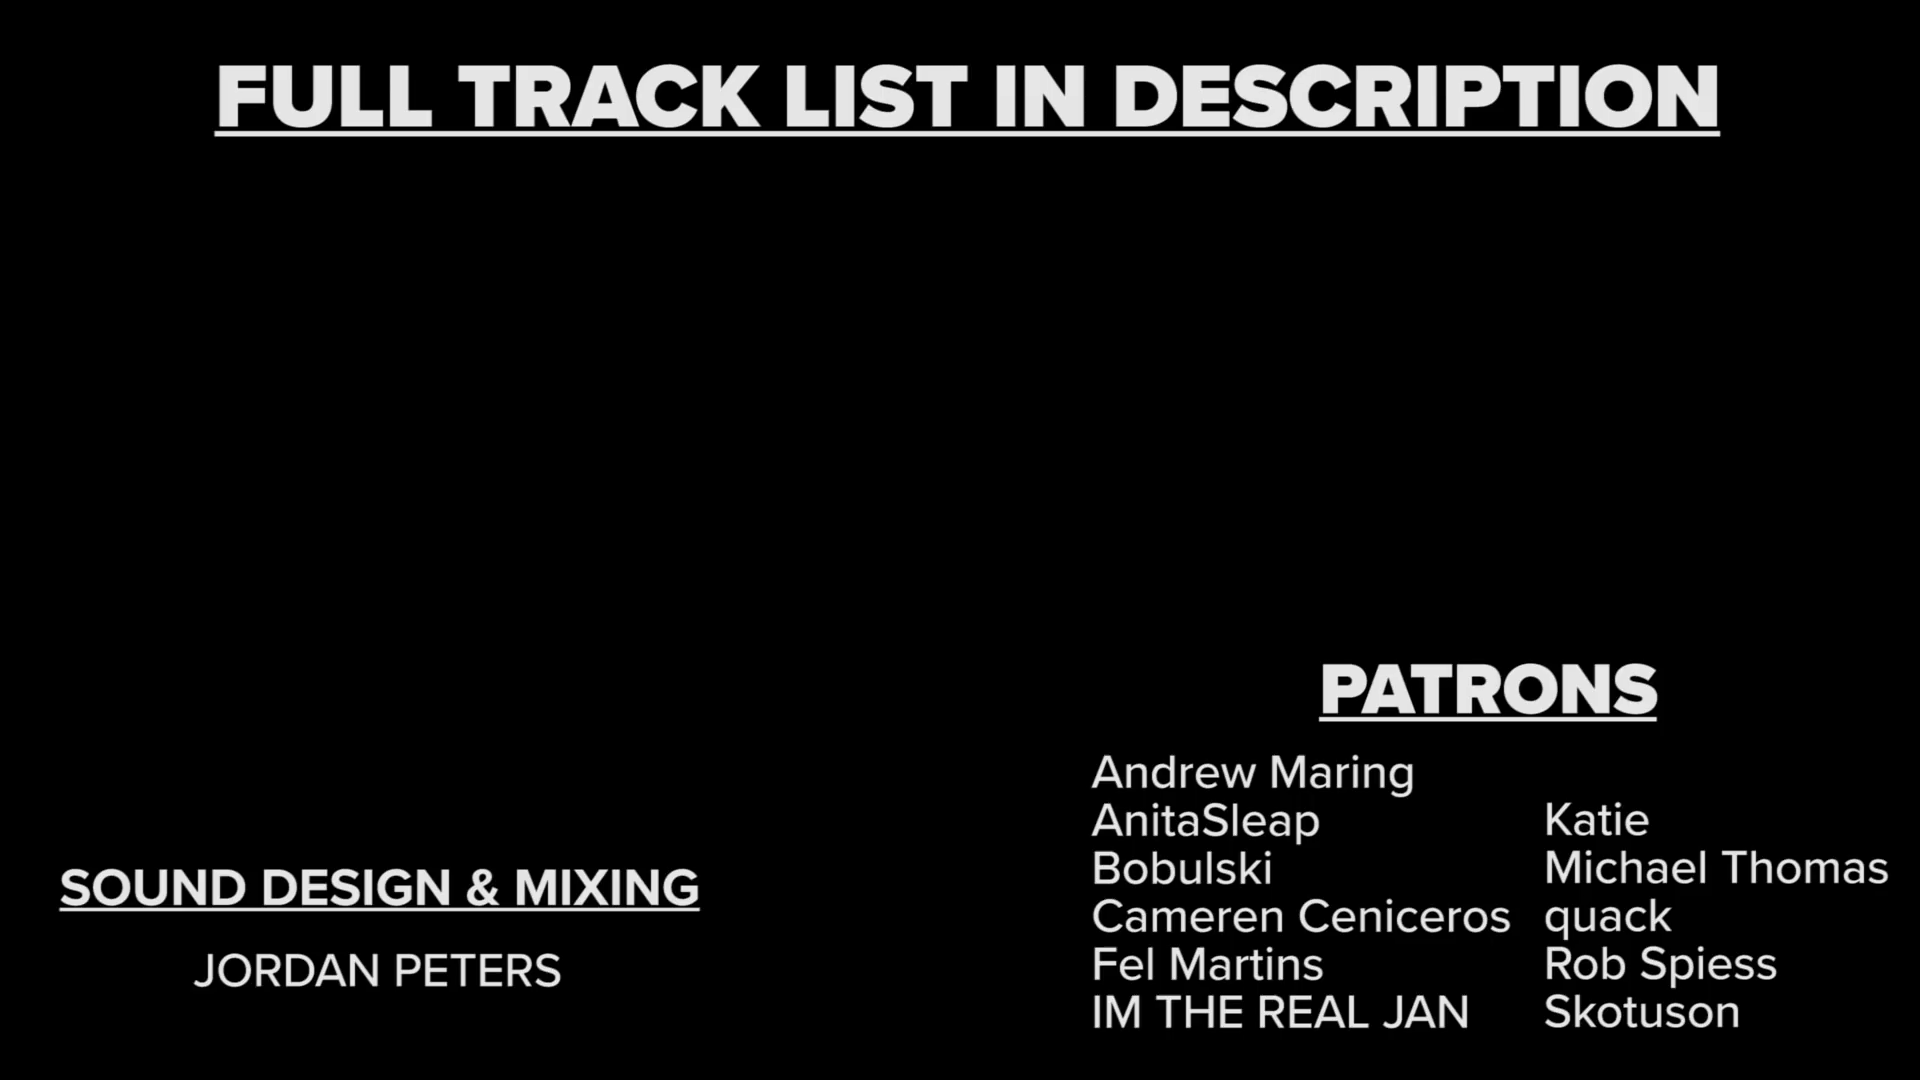 FULL TRACK LIST IN DESCRIPTION
SOUND DESIGN & MIXING
JORDAN PETERS
PATRONS
Andrew Maring
AnitaSleap
Bobulski
Cameren Ceniceros
Fel Martins
IM THE REAL JAN
Katie
Michael Thomas
quack
Rob Spiess
Skotuson